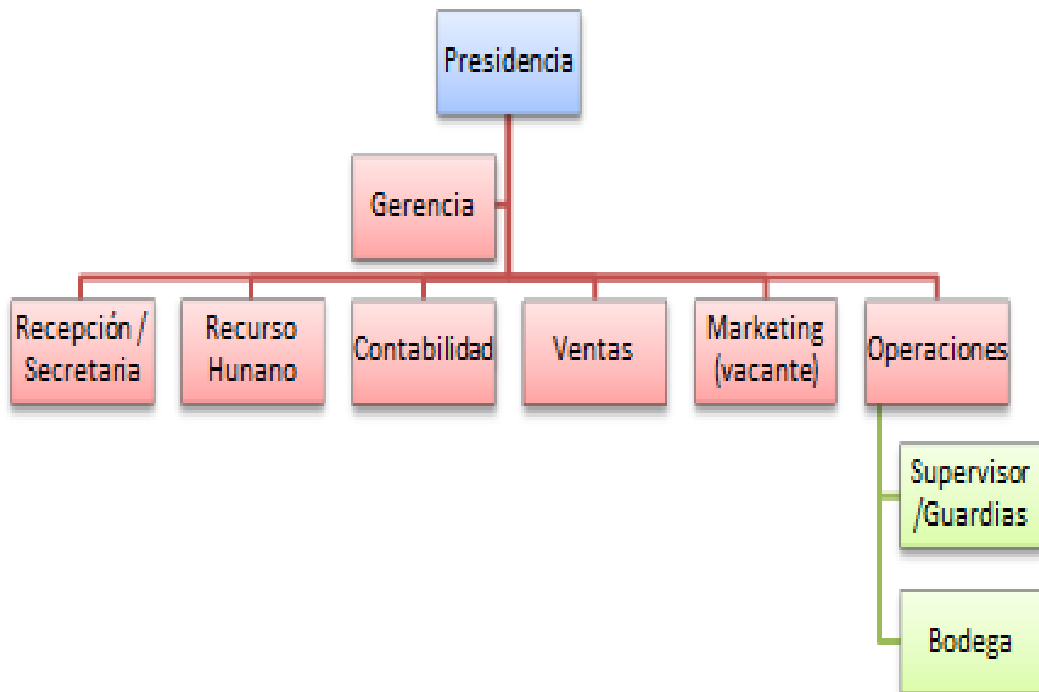 Presidencia
Gerencia
Recepción /
Secretaria
Recurso
Hunano
Contabilidad
Ventas
Marketing
(vacante)
Operaciones
Supervisor
/Guardias
Bodega